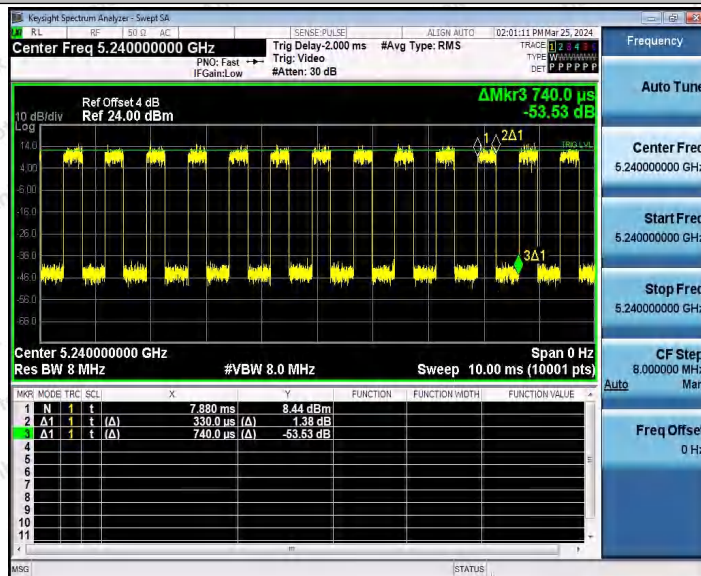 Keysight Spectrum Analyzer - Swept SA
RL RF 50 Ω AC SENSE:PULSE ALIGN AUTO 02:01:11 PM Mar 25, 2024
Center Freq 5.240000000 GHz
PNO: Fast
IFGain:Low
Trig Delay-2.000 ms
Trig: Video
#Atten: 30 dB
#Avg Type: RMS
TRACE 1 2 3 4 5 6
TYPE WWWWWW
DET P P P P P P
ΔMkr3 740.0 µs
-53.53 dB
Ref Offset 4 dB
10 dB/div Ref 24.00 dBm
Log
14.0
4.00
-6.00
-16.0
-26.0
-36.0
-46.0
-56.0
-66.0
1 2Δ1
TRIG LVL
3Δ1
Center 5.240000000 GHz Span 0 Hz
Res BW 8 MHz #VBW 8.0 MHz Sweep 10.00 ms (10001 pts)
MKR MODE TRC SCL X Y FUNCTION FUNCTION WIDTH FUNCTION VALUE
1 N 1 t 7.880 ms 8.44 dBm
2 Δ1 1 t (Δ) 330.0 µs (Δ) 1.38 dB
3 Δ1 1 t (Δ) 740.0 µs (Δ) -53.53 dB
4
5
6
7
8
9
10
11
MSG STATUS
Frequency
Auto Tune
Center Freq
5.240000000 GHz
Start Freq
5.240000000 GHz
Stop Freq
5.240000000 GHz
CF Step
8.000000 MHz
Auto Man
Freq Offset
0 Hz